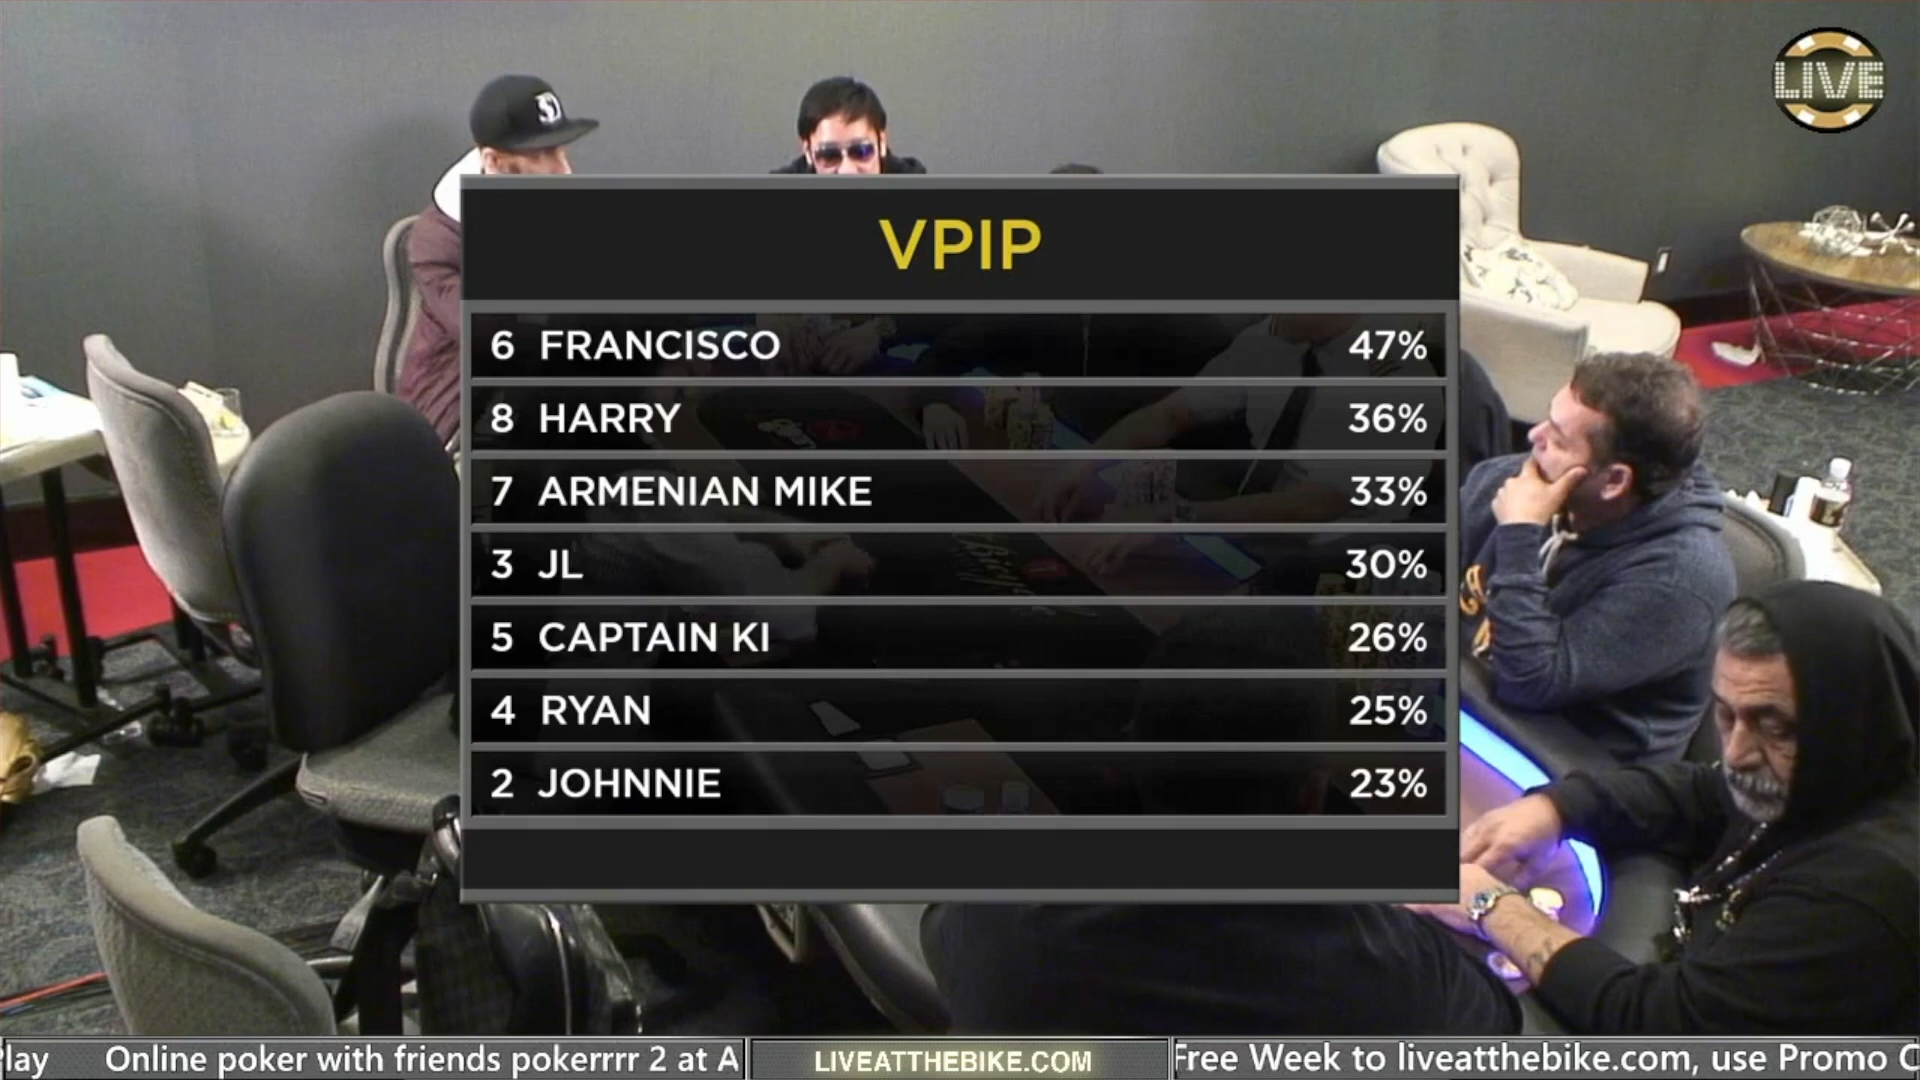 LIVE
VPIP
6 FRANCISCO 47%
8 HARRY 36%
7 ARMENIAN MIKE 33%
3 JL 30%
5 CAPTAIN KI 26%
4 RYAN 25%
2 JOHNNIE 23%
lay Online poker with friends pokerrrr 2 at A
LIVEATTHEBIKE.COM
Free Week to liveatthebike.com, use Promo C